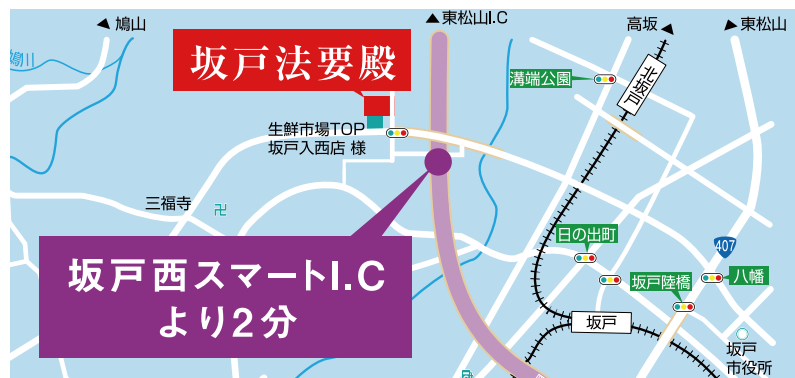 鳩山
東松山I.C
高坂
東松山
坂戸法要殿
鳩川
溝端公園
北坂戸
生鮮市場TOP
坂戸入西店 様
三福寺
坂戸西スマートI.C
より2分
日の出町
407
坂戸陸橋
八幡
坂戸
坂戸
市役所